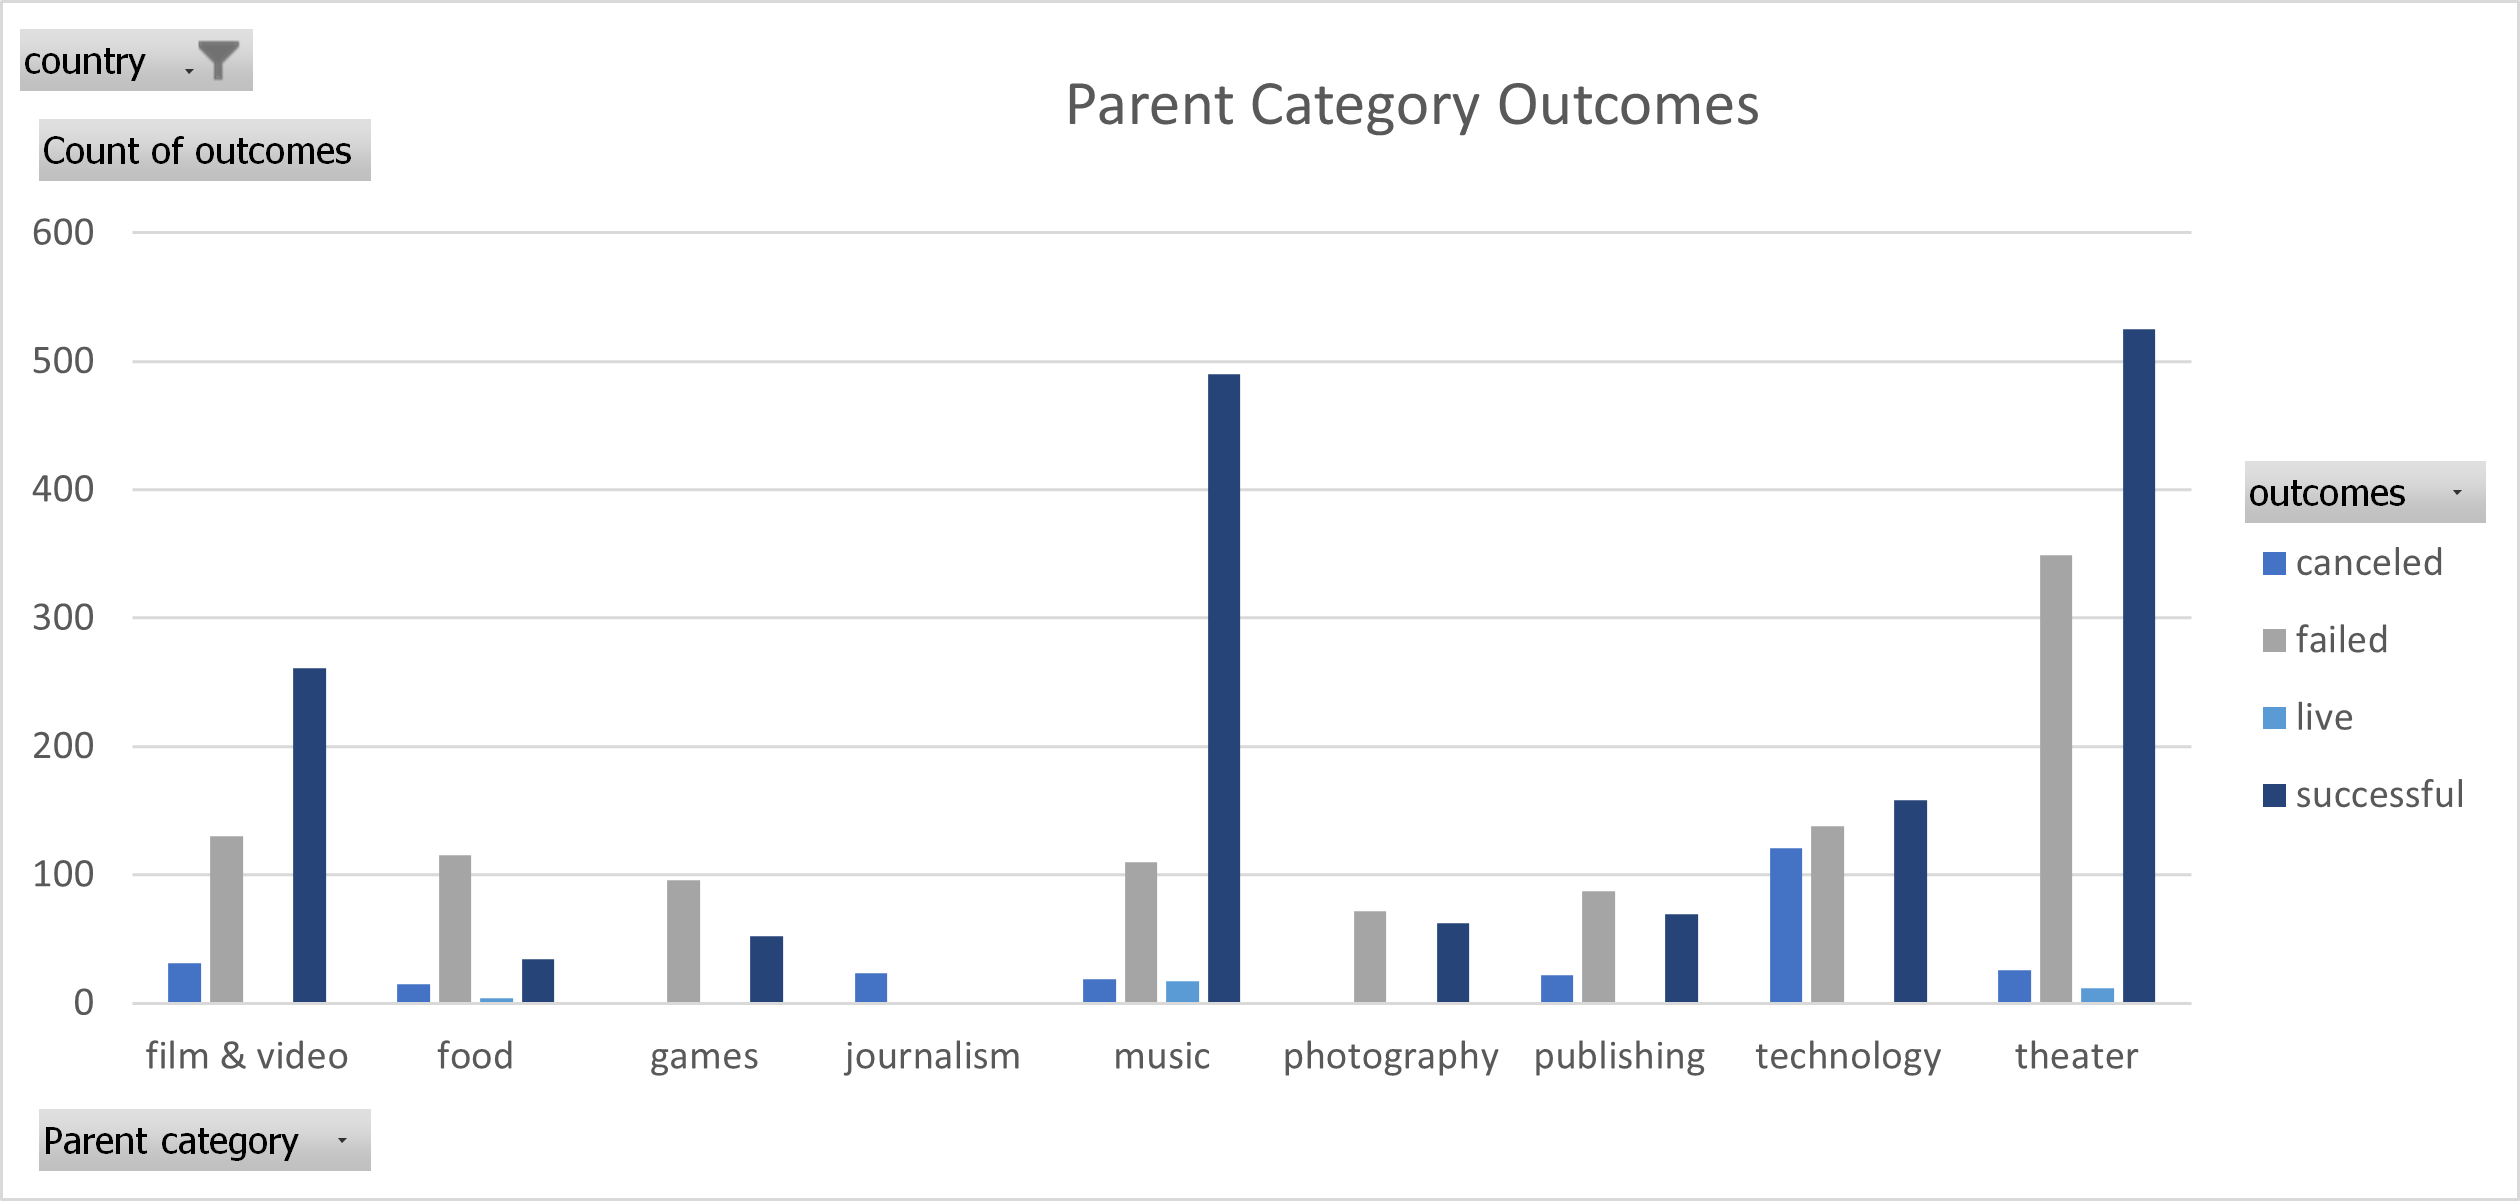 country
Parent Category Outcomes
Count of outcomes
600
500
400
300
200
100
0
film & video food games journalism music photography publishing technology theater
outcomes
canceled
failed
live
successful
Parent category